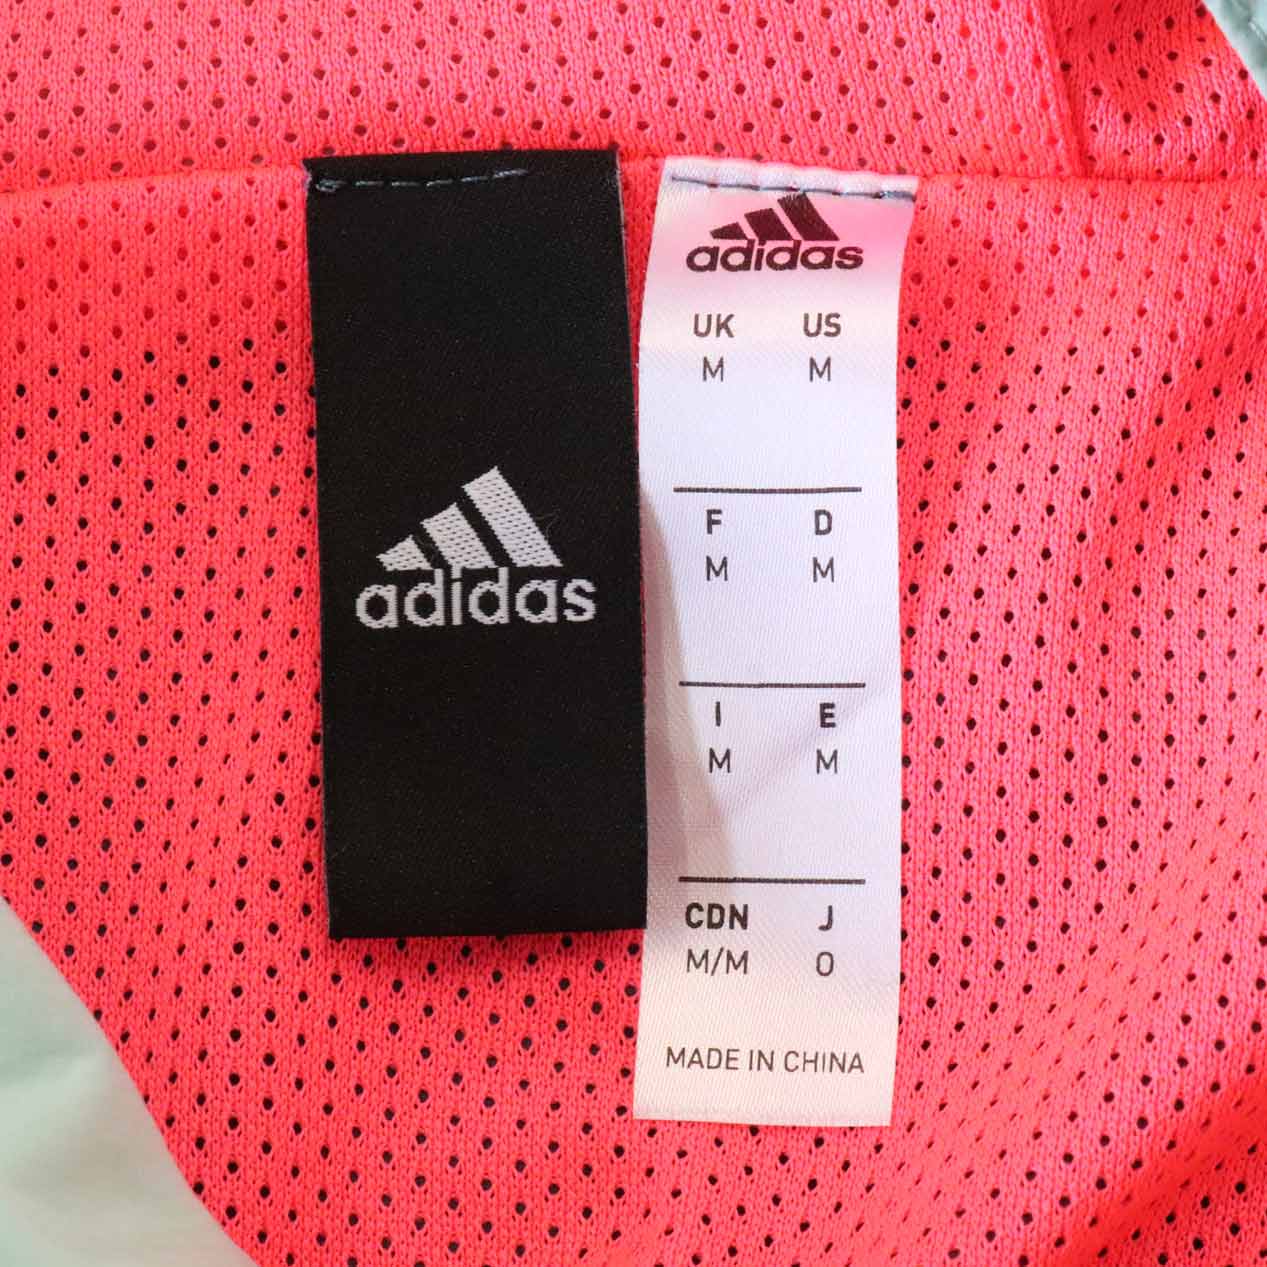 adidas
adidas
UK US
M M
F D
M M
I E
M M
CDN J
M/M O
MADE IN CHINA